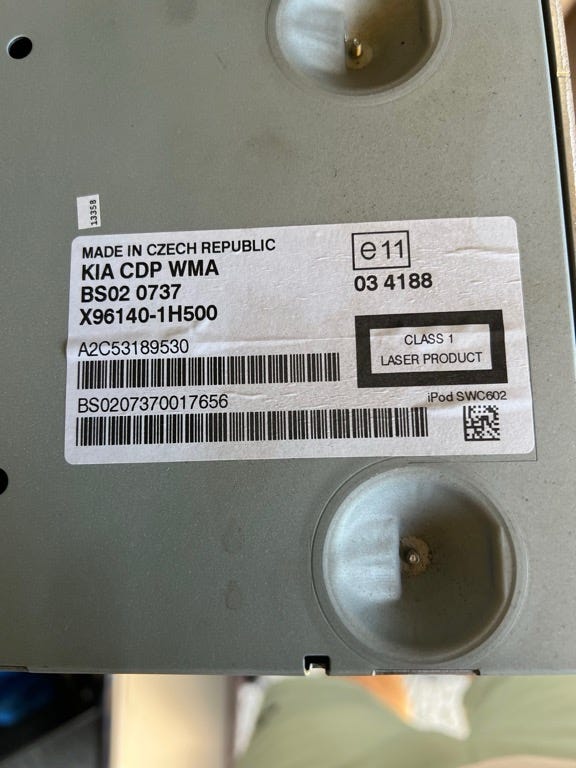 13358
MADE IN CZECH REPUBLIC
KIA CDP WMA
BS02 0737
X96140-1H500
e11
03 4188
CLASS 1
LASER PRODUCT
A2C53189530
BS0207370017656
iPod SWC602